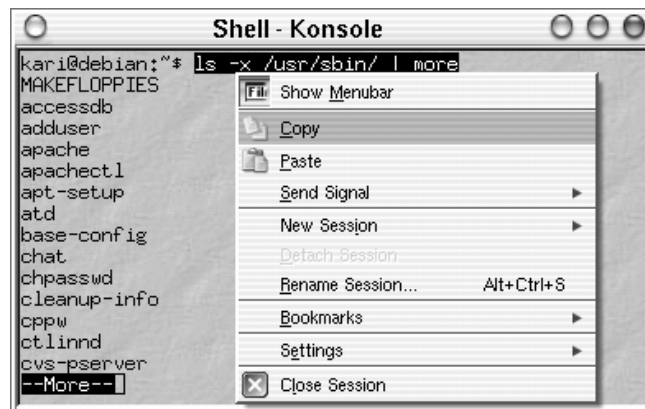 Shell - Konsole
kari@debian:~$ ls -x /usr/sbin/ | more
MAKEFLOPPIES
accessdb
adduser
apache
apachectl
apt-setup
atd
base-config
chat
chpasswd
cleanup-info
cppw
ctlinnd
cvs-pserver
--More--
Show Menubar
Copy
Paste
Send Signal
New Session
Detach Session
Rename Session... Alt+Ctrl+S
Bookmarks
Settings
Close Session